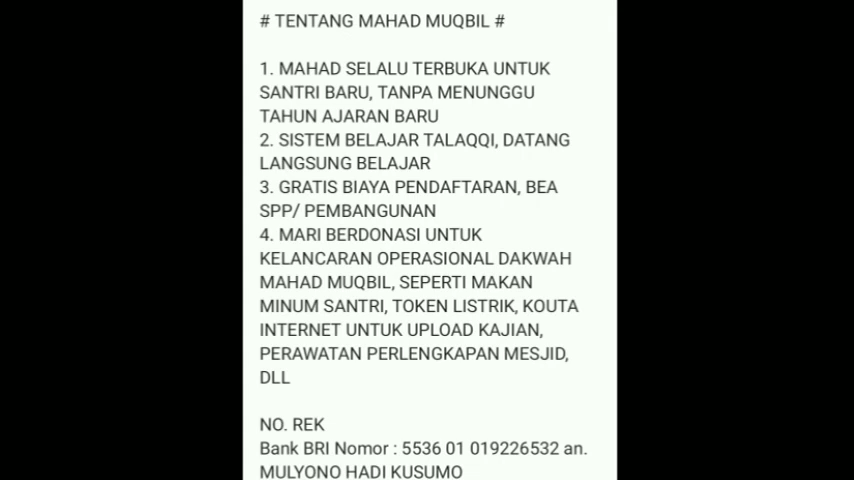 # TENTANG MAHAD MUQBIL #
1. MAHAD SELALU TERBUKA UNTUK
SANTRI BARU, TANPA MENUNGGU
TAHUN AJARAN BARU
2. SISTEM BELAJAR TALAQQI, DATANG
LANGSUNG BELAJAR
3. GRATIS BIAYA PENDAFTARAN, BEA
SPP/ PEMBANGUNAN
4. MARI BERDONASI UNTUK
KELANCARAN OPERASIONAL DAKWAH
MAHAD MUQBIL, SEPERTI MAKAN
MINUM SANTRI, TOKEN LISTRIK, KOUTA
INTERNET UNTUK UPLOAD KAJIAN,
PERAWATAN PERLENGKAPAN MESJID,
DLL
NO. REK
Bank BRI Nomor : 5536 01 019226532 an.
MULYONO HADI KUSUMO